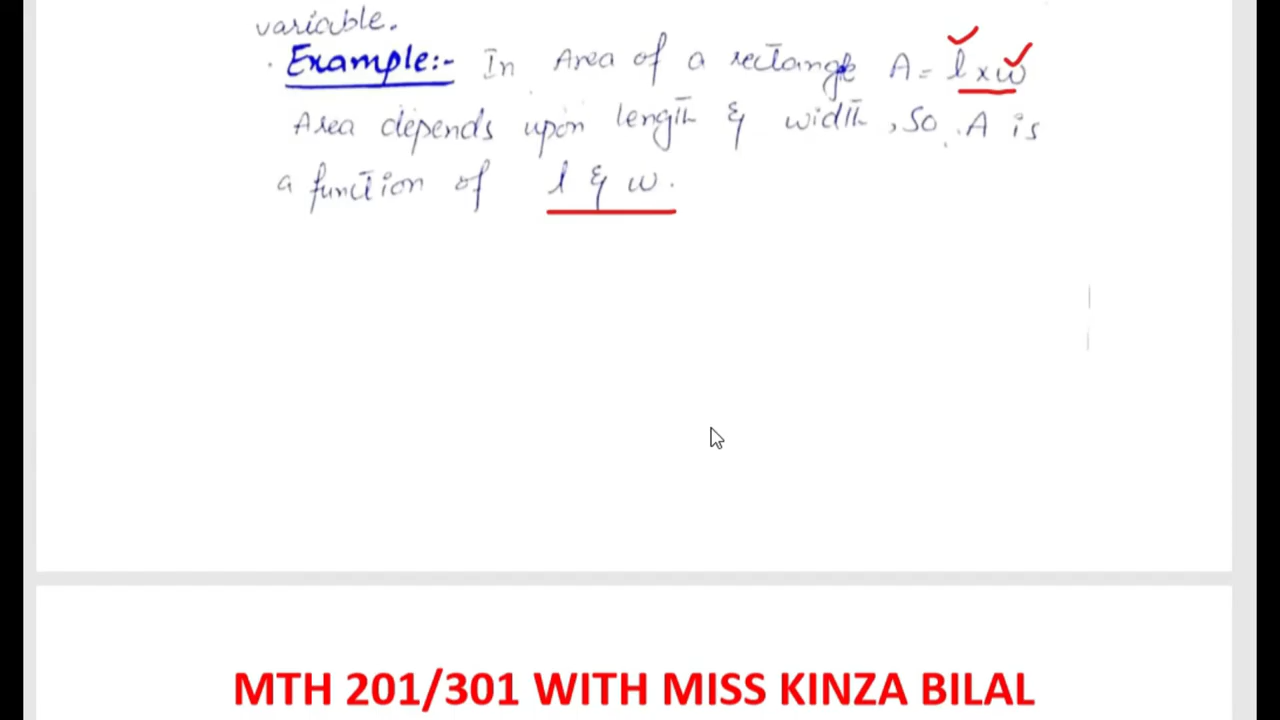 variable.
Example:- In Area of a rectangle A = l x w
Area depends upon length & width, So A is
a function of l & w.
MTH 201/301 WITH MISS KINZA BILAL